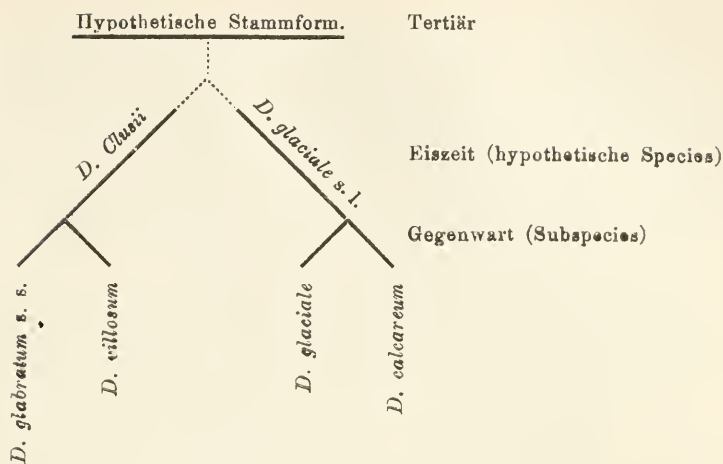 Hypothetische Stammform. Tertiär
D. Clusii
D. glaciale s. l.
Eiszeit (hypothetische Species)
Gegenwart (Subspecies)
D. glabratum s. s.
D. villosum
D. glaciale
D. calcareum